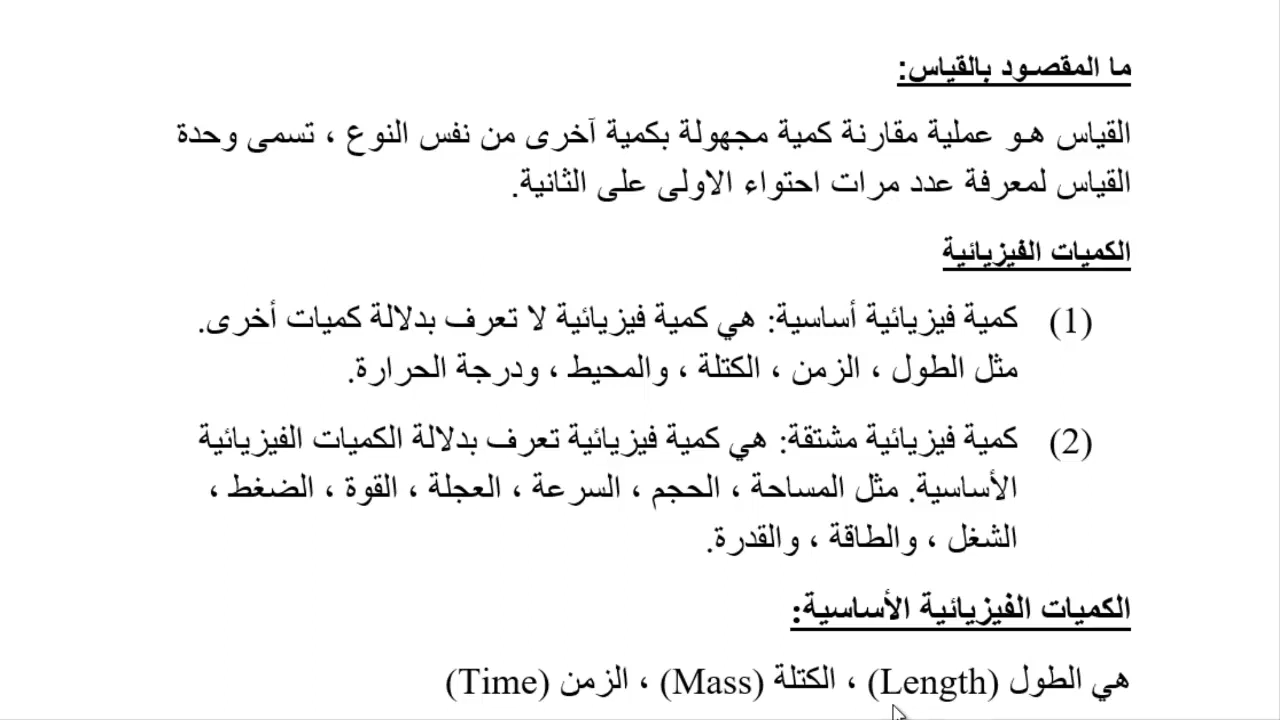 ما المقصود بالقياس:
القياس هو عملية مقارنة كمية مجهولة بكمية آخرى من نفس النوع ، تسمى وحدة
القياس لمعرفة عدد مرات احتواء الاولى على الثانية.
الكميات الفيزيائية
(1) كمية فيزيائية أساسية: هي كمية فيزيائية لا تعرف بدلالة كميات أخرى.
مثل الطول ، الزمن ، الكتلة ، والمحيط ، ودرجة الحرارة.
(2) كمية فيزيائية مشتقة: هي كمية فيزيائية تعرف بدلالة الكميات الفيزيائية
الأساسية. مثل المساحة ، الحجم ، السرعة ، العجلة ، القوة ، الضغط ،
الشغل ، والطاقة ، والقدرة.
الكميات الفيزيائية الأساسية:
هي الطول (Length) ، الكتلة (Mass) ، الزمن (Time)